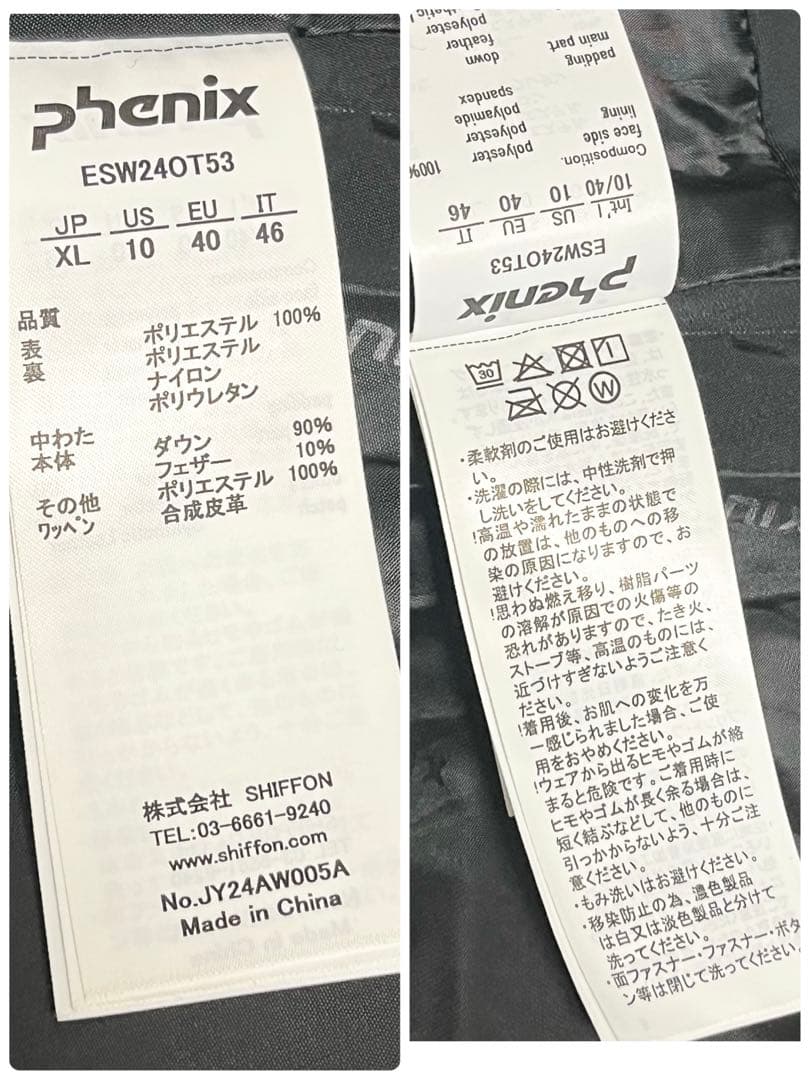 phenix
ESW24OT53
JP US EU IT
XL 10 40 46
品質
表 ポリエステル 100%
裏 ポリエステル
ナイロン
ポリウレタン
中わた ダウン 90%
本体 フェザー 10%
その他 ポリエステル 100%
ワッペン 合成皮革
株式会社 SHIFFON
TEL:03-6661-9240
www.shiffon.com
No.JY24AW005A
Made in China
phenix
ESW24OT53
Int'l US EU IT
10/40 10 40 46
Composition.
face side polyester 100%
lining polyester
polyamide
spandex
padding down
main part feather
polyester
30
W
・柔軟剤のご使用はお避けくださ
い。
・洗濯の際には、中性洗剤で押
し洗いをしてください。
!高温や濡れたままの状態で
の放置は、他のものへの移
染の原因になりますので、お
避けください。
!思わぬ燃え移り、樹脂パーツ
の溶解が原因での火傷等の
恐れがありますので、たき火、
ストーブ等、高温のものには、
近づけすぎないようご注意く
ださい。
!着用後、お肌への変化を万
一感じられました場合、ご使
用をおやめください。
!ウェアから出るヒモやゴムが絡
まると危険です。ご着用時に
ヒモやゴムが長く余る場合は、
短く結ぶなどして、他のものに
引っかからないよう、十分ご注
意ください。
・もみ洗いはお避けください。
・移染防止の為、濃色製品
は白又は淡色製品と分けて
洗ってください。
・面ファスナー・ファスナー・ボタ
ン等は閉じて洗ってください。